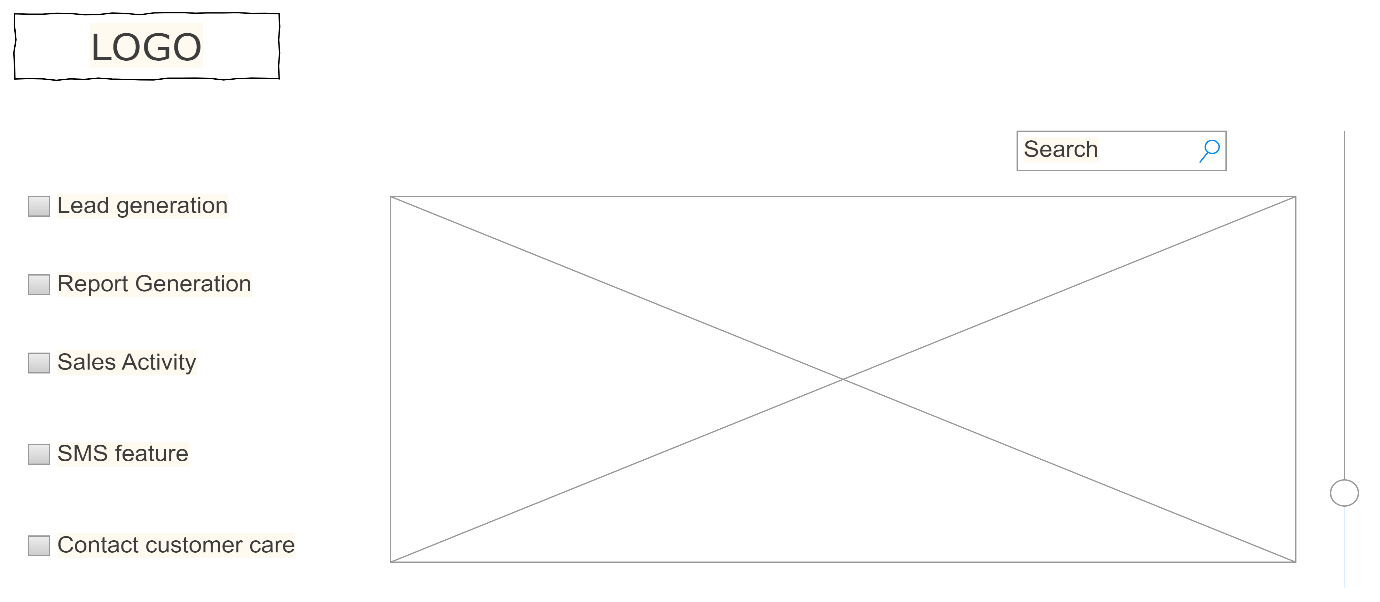 LOGO
Search
Lead generation
Report Generation
Sales Activity
SMS feature
Contact customer care